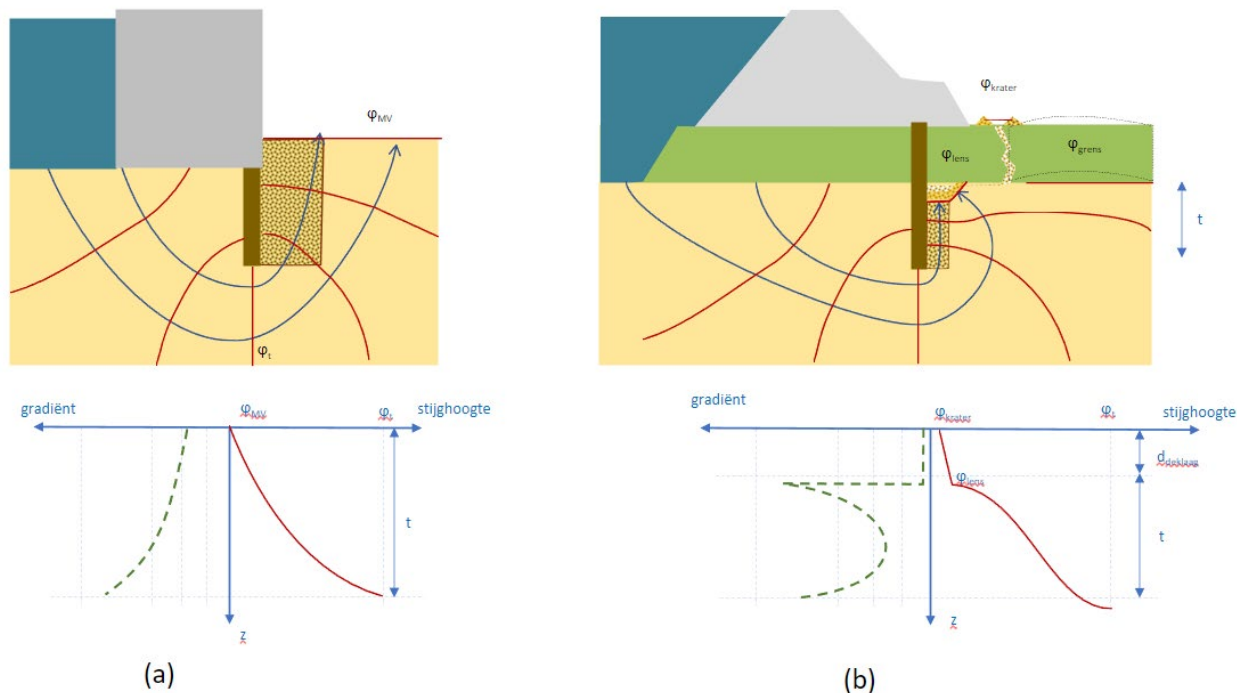 φMV
φt
gradiënt
φMV
φt
stijghoogte
t
z
(a)
φkrater
φlens
φgrens
t
gradiënt
φkrater
φt
stijghoogte
ddeklaag
φlens
t
z
(b)